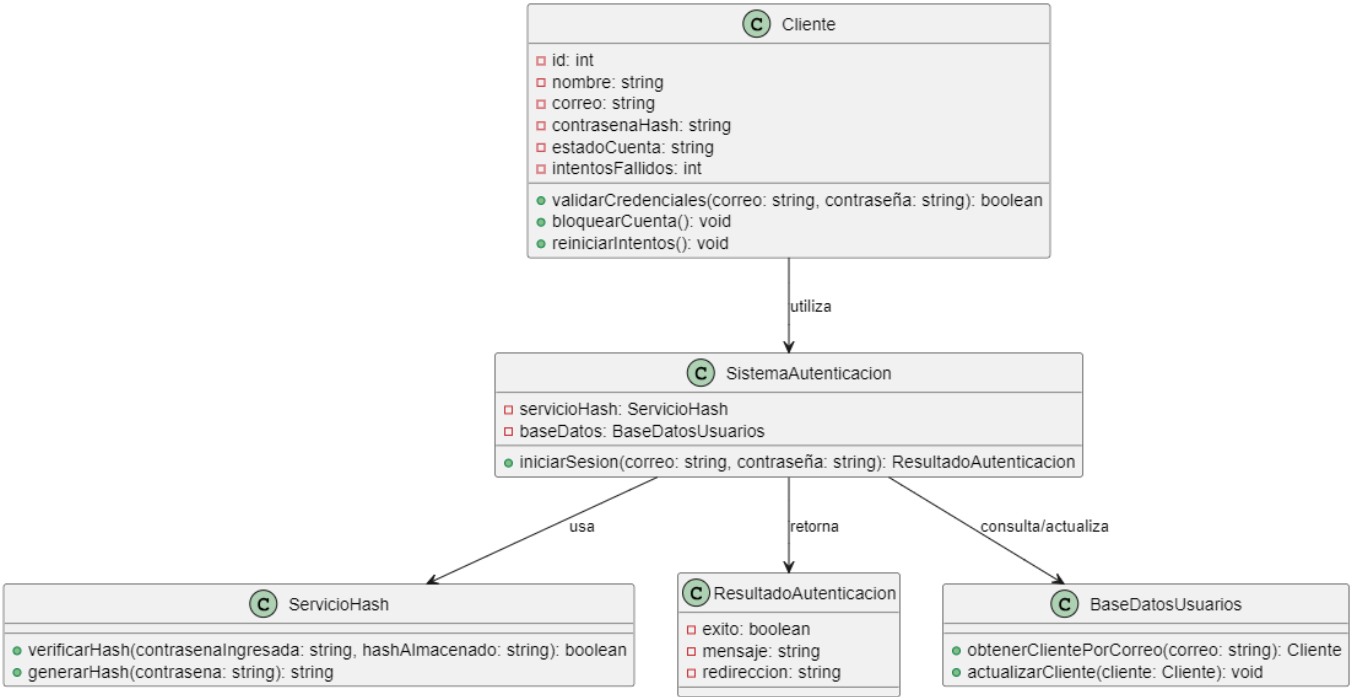 C Cliente
id: int
nombre: string
correo: string
contrasenaHash: string
estadoCuenta: string
intentosFallidos: int
validarCredenciales(correo: string, contraseña: string): boolean
bloquearCuenta(): void
reiniciarIntentos(): void
utiliza
C SistemaAutenticacion
servicioHash: ServicioHash
baseDatos: BaseDatosUsuarios
iniciarSesion(correo: string, contraseña: string): ResultadoAutenticacion
usa
retorna
consulta/actualiza
C ServicioHash
verificarHash(contrasenaIngresada: string, hashAlmacenado: string): boolean
generarHash(contrasena: string): string
C ResultadoAutenticacion
exito: boolean
mensaje: string
redireccion: string
C BaseDatosUsuarios
obtenerClientePorCorreo(correo: string): Cliente
actualizarCliente(cliente: Cliente): void